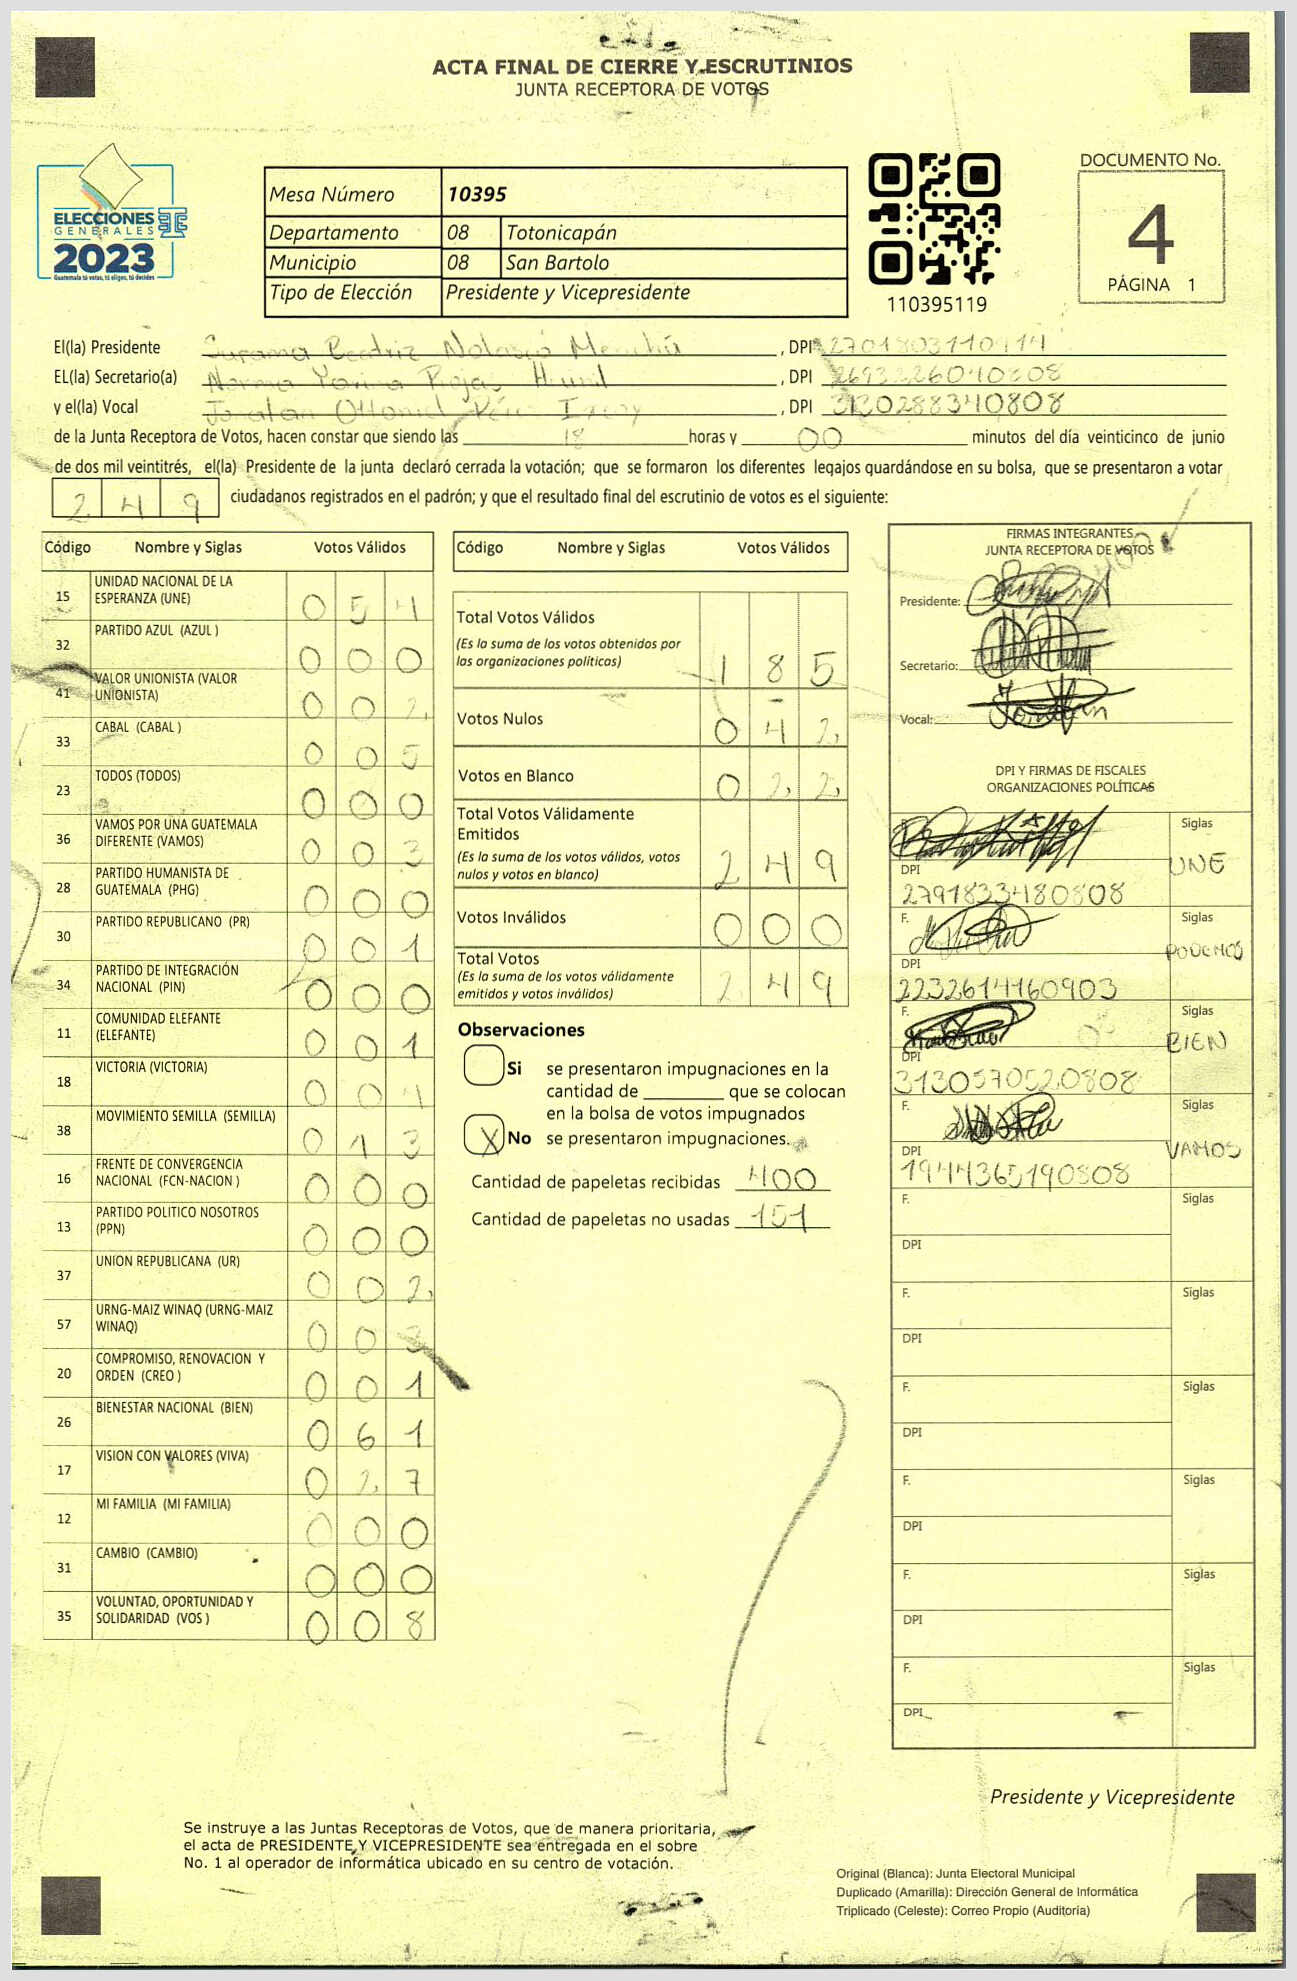 ACTA FINAL DE CIERRE Y ESCRUTINIOS
JUNTA RECEPTORA DE VOTOS
ELECCIONES
GENERALES
2023
Guatemala tú votas, tú eliges, tú decides
Mesa Número 10395
Departamento 08 Totonicapán
Municipio 08 San Bartolo
Tipo de Elección Presidente y Vicepresidente
110395119
DOCUMENTO No.
4
PÁGINA 1
El(la) Presidente Beatriz Nolasco Menchú , DPI
EL(la) Secretario(a) Norma , DPI 2693226040808
y el(la) Vocal Jonatan Ottoniel Pérez , DPI 3130288340808
de la Junta Receptora de Votos, hacen constar que siendo las 18 horas y 00 minutos del día veinticinco de junio
de dos mil veintitrés, el(la) Presidente de la junta declaró cerrada la votación; que se formaron los diferentes legajos quardándose en su bolsa, que se presentaron a votar
2 4 9 ciudadanos registrados en el padrón; y que el resultado final del escrutinio de votos es el siguiente:
Código Nombre y Siglas Votos Válidos
15 UNIDAD NACIONAL DE LA ESPERANZA (UNE) 0 5 4
32 PARTIDO AZUL (AZUL ) 0 0 0
41 VALOR UNIONISTA (VALOR UNIONISTA) 0 0 2
33 CABAL (CABAL ) 0 0 5
23 TODOS (TODOS) 0 0 0
36 VAMOS POR UNA GUATEMALA DIFERENTE (VAMOS) 0 0 3
28 PARTIDO HUMANISTA DE GUATEMALA (PHG) 0 0 0
30 PARTIDO REPUBLICANO (PR) 0 0 1
34 PARTIDO DE INTEGRACIÓN NACIONAL (PIN) 0 0 0
11 COMUNIDAD ELEFANTE (ELEFANTE) 0 0 1
18 VICTORIA (VICTORIA) 0 0 4
38 MOVIMIENTO SEMILLA (SEMILLA) 0 1 3
16 FRENTE DE CONVERGENCIA NACIONAL (FCN-NACION ) 0 0 0
13 PARTIDO POLITICO NOSOTROS (PPN) 0 0 0
37 UNION REPUBLICANA (UR) 0 0 2
57 URNG-MAIZ WINAQ (URNG-MAIZ WINAQ) 0 0 3
20 COMPROMISO, RENOVACION Y ORDEN (CREO ) 0 0 1
26 BIENESTAR NACIONAL (BIEN) 0 6 1
17 VISION CON VALORES (VIVA) 0 2 7
12 MI FAMILIA (MI FAMILIA) 0 0 0
31 CAMBIO (CAMBIO) 0 0 0
35 VOLUNTAD, OPORTUNIDAD Y SOLIDARIDAD (VOS ) 0 0 8
Código Nombre y Siglas Votos Válidos
Total Votos Válidos
(Es la suma de los votos obtenidos por
las organizaciones políticas) 1 8 5
Votos Nulos 0 4 2
Votos en Blanco 0 2 2
Total Votos Válidamente
Emitidos
(Es la suma de los votos válidos, votos
nulos y votos en blanco) 2 4 9
Votos Inválidos 0 0 0
Total Votos
(Es la suma de los votos válidamente
emitidos y votos inválidos) 2 4 9
Observaciones
Si se presentaron impugnaciones en la
cantidad de ________ que se colocan
en la bolsa de votos impugnados
X No se presentaron impugnaciones.
Cantidad de papeletas recibidas 400
Cantidad de papeletas no usadas 151
FIRMAS INTEGRANTES
JUNTA RECEPTORA DE VOTOS
Presidente:
Secretario:
Vocal:
DPI Y FIRMAS DE FISCALES
ORGANIZACIONES POLÍTICAS
F. Siglas
UNE
DPI
2791833480808
F. Siglas
PODEMOS
DPI
2232614160903
F. Siglas
BIEN
DPI
3130570520808
F. Siglas
VAMOS
DPI
1944365190808
F. Siglas
DPI
F. Siglas
DPI
F. Siglas
DPI
F. Siglas
DPI
F. Siglas
DPI
F. Siglas
DPI
Presidente y Vicepresidente
Se instruye a las Juntas Receptoras de Votos, que de manera prioritaria,
el acta de PRESIDENTE Y VICEPRESIDENTE sea entregada en el sobre
No. 1 al operador de informática ubicado en su centro de votación.
Original (Blanca): Junta Electoral Municipal
Duplicado (Amarilla): Dirección General de Informática
Triplicado (Celeste): Correo Propio (Auditoría)